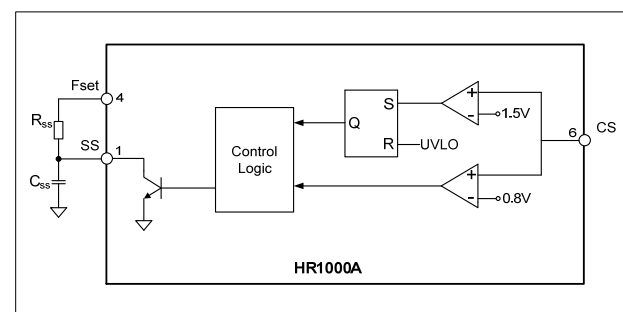 Fset
4
Rss
SS
1
Css
Control
Logic
Q
S
R
UVLO
+
-
1.5V
6
CS
+
-
0.8V
HR1000A